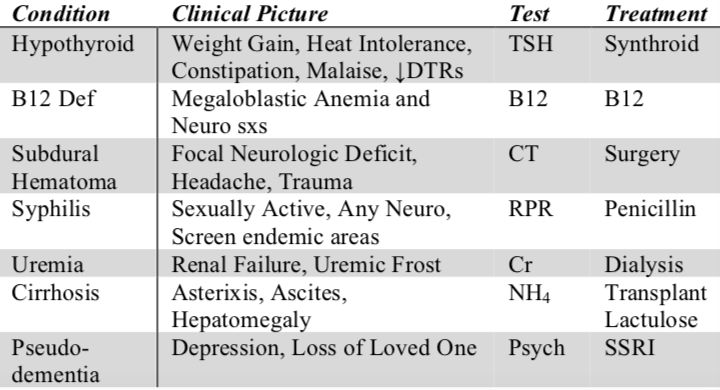 Condition Clinical Picture Test Treatment
Hypothyroid Weight Gain, Heat Intolerance, TSH Synthroid
Constipation, Malaise, ↓DTRs
B12 Def Megaloblastic Anemia and B12 B12
Neuro sxs
Subdural Focal Neurologic Deficit, CT Surgery
Hematoma Headache, Trauma
Syphilis Sexually Active, Any Neuro, RPR Penicillin
Screen endemic areas
Uremia Renal Failure, Uremic Frost Cr Dialysis
Cirrhosis Asterixis, Ascites, NH₄ Transplant
Hepatomegaly Lactulose
Pseudo- Depression, Loss of Loved One Psych SSRI
dementia